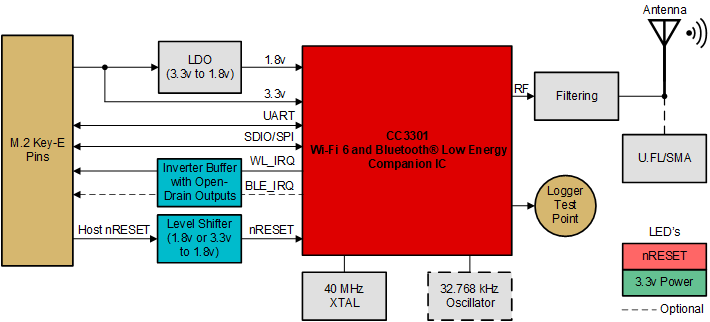 Antenna
LDO
(3.3v to 1.8v)
1.8v
3.3v
UART
SDIO/SPI
M.2 Key-E
Pins
Inverter Buffer
with Open-
Drain Outputs
WL_IRQ
BLE_IRQ
Host nRESET
Level Shifter
(1.8v or 3.3v
to 1.8v)
nRESET
CC3301
Wi-Fi 6 and Bluetooth® Low Energy
Companion IC
RF
Filtering
U.FL/SMA
Logger
Test
Point
40 MHz
XTAL
32.768 kHz
Oscillator
LED's
nRESET
3.3v Power
Optional